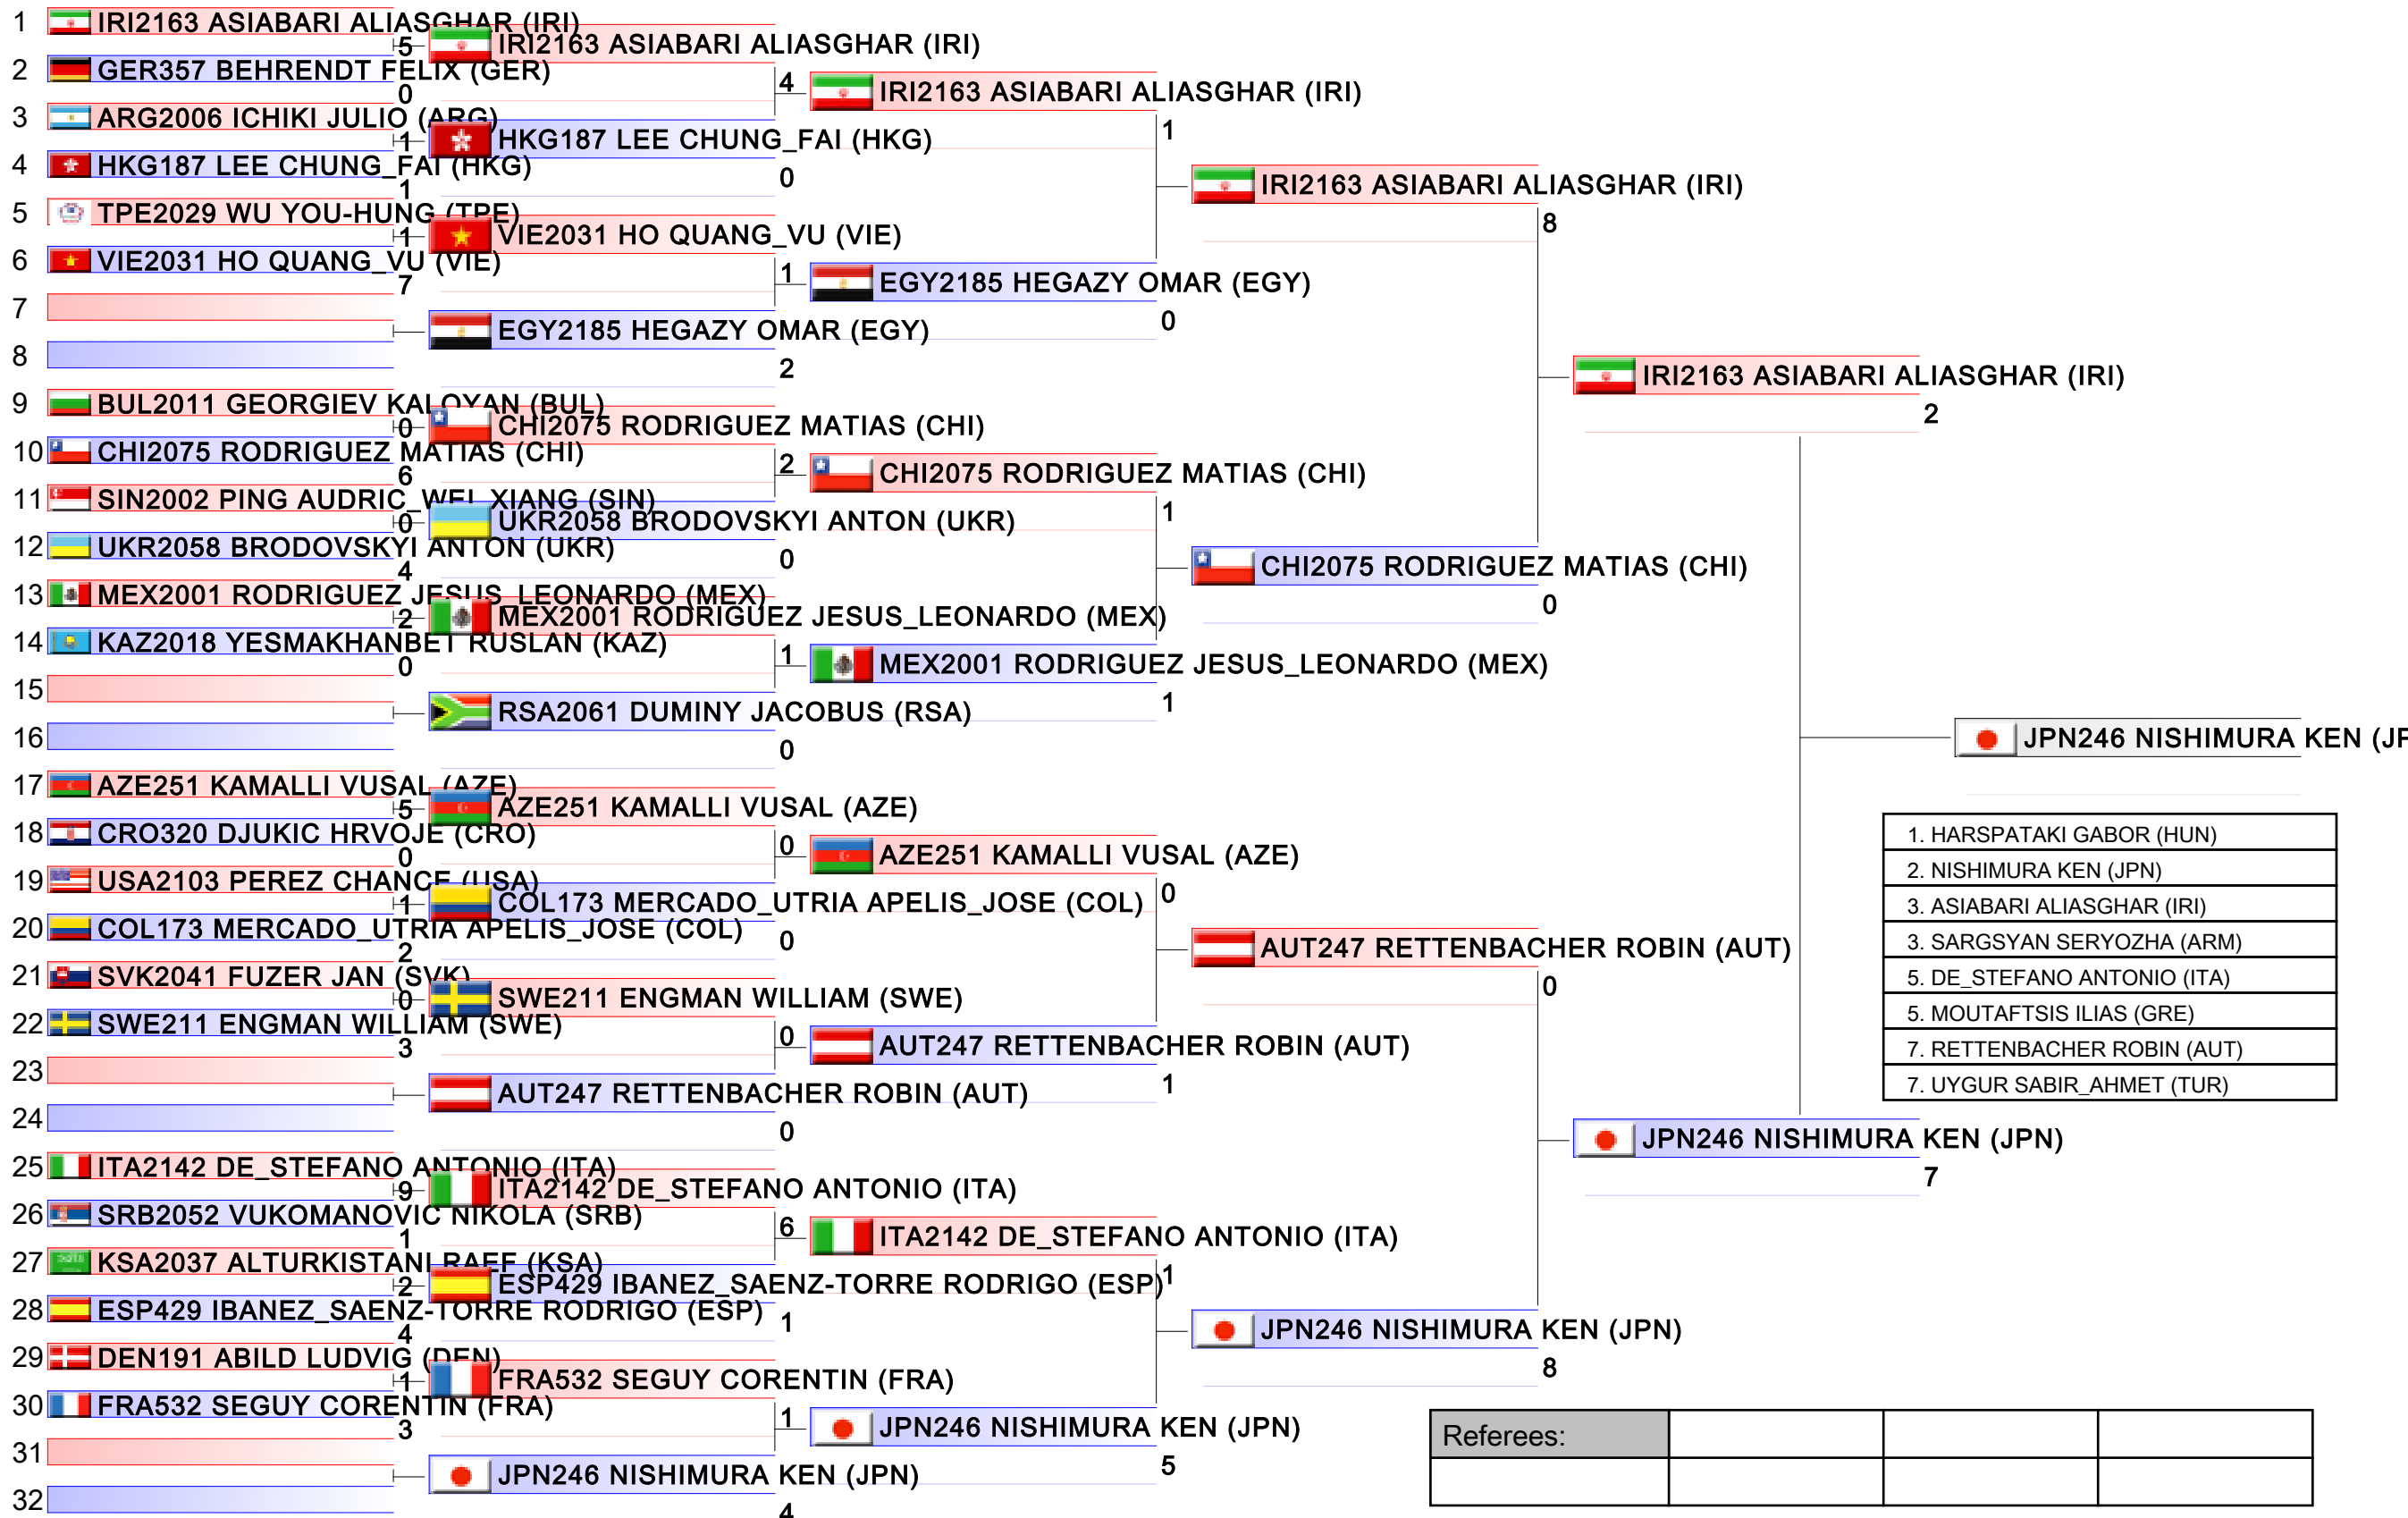 1 IRI2163 ASIABARI ALIASGHAR (IRI)
5
2 GER357 BEHRENDT FELIX (GER)
0
3 ARG2006 ICHIKI JULIO (ARG)
1
4 HKG187 LEE CHUNG_FAI (HKG)
1
5 TPE2029 WU YOU-HUNG (TPE)
1
6 VIE2031 HO QUANG_VU (VIE)
7
7
8
9 BUL2011 GEORGIEV KALOYAN (BUL)
0
10 CHI2075 RODRIGUEZ MATIAS (CHI)
6
11 SIN2002 PING AUDRIC_WEI_XIANG (SIN)
0
12 UKR2058 BRODOVSKYI ANTON (UKR)
4
13 MEX2001 RODRIGUEZ JESUS_LEONARDO (MEX)
2
14 KAZ2018 YESMAKHANBET RUSLAN (KAZ)
0
15
16
17 AZE251 KAMALLI VUSAL (AZE)
5
18 CRO320 DJUKIC HRVOJE (CRO)
0
19 USA2103 PEREZ CHANCE (USA)
1
20 COL173 MERCADO_UTRIA APELIS_JOSE (COL)
2
21 SVK2041 FUZER JAN (SVK)
0
22 SWE211 ENGMAN WILLIAM (SWE)
3
23
24
25 ITA2142 DE_STEFANO ANTONIO (ITA)
9
26 SRB2052 VUKOMANOVIC NIKOLA (SRB)
1
27 KSA2037 ALTURKISTANI RAEF (KSA)
2
28 ESP429 IBANEZ_SAENZ-TORRE RODRIGO (ESP)
4
29 DEN191 ABILD LUDVIG (DEN)
1
30 FRA532 SEGUY CORENTIN (FRA)
3
31
32
IRI2163 ASIABARI ALIASGHAR (IRI)
4
HKG187 LEE CHUNG_FAI (HKG)
0
VIE2031 HO QUANG_VU (VIE)
1
EGY2185 HEGAZY OMAR (EGY)
2
CHI2075 RODRIGUEZ MATIAS (CHI)
2
UKR2058 BRODOVSKYI ANTON (UKR)
0
MEX2001 RODRIGUEZ JESUS_LEONARDO (MEX)
1
RSA2061 DUMINY JACOBUS (RSA)
0
AZE251 KAMALLI VUSAL (AZE)
0
COL173 MERCADO_UTRIA APELIS_JOSE (COL)
0
SWE211 ENGMAN WILLIAM (SWE)
0
AUT247 RETTENBACHER ROBIN (AUT)
0
ITA2142 DE_STEFANO ANTONIO (ITA)
6
ESP429 IBANEZ_SAENZ-TORRE RODRIGO (ESP)
1
FRA532 SEGUY CORENTIN (FRA)
1
JPN246 NISHIMURA KEN (JPN)
4
IRI2163 ASIABARI ALIASGHAR (IRI)
1
EGY2185 HEGAZY OMAR (EGY)
0
CHI2075 RODRIGUEZ MATIAS (CHI)
1
MEX2001 RODRIGUEZ JESUS_LEONARDO (MEX)
1
AZE251 KAMALLI VUSAL (AZE)
0
AUT247 RETTENBACHER ROBIN (AUT)
1
ITA2142 DE_STEFANO ANTONIO (ITA)
1
JPN246 NISHIMURA KEN (JPN)
5
IRI2163 ASIABARI ALIASGHAR (IRI)
8
CHI2075 RODRIGUEZ MATIAS (CHI)
0
AUT247 RETTENBACHER ROBIN (AUT)
0
JPN246 NISHIMURA KEN (JPN)
8
IRI2163 ASIABARI ALIASGHAR (IRI)
2
JPN246 NISHIMURA KEN (JPN)
7
JPN246 NISHIMURA KEN
1. HARSPATAKI GABOR (HUN)
2. NISHIMURA KEN (JPN)
3. ASIABARI ALIASGHAR (IRI)
3. SARGSYAN SERYOZHA (ARM)
5. DE_STEFANO ANTONIO (ITA)
5. MOUTAFTSIS ILIAS (GRE)
7. RETTENBACHER ROBIN (AUT)
7. UYGUR SABIR_AHMET (TUR)
Referees: